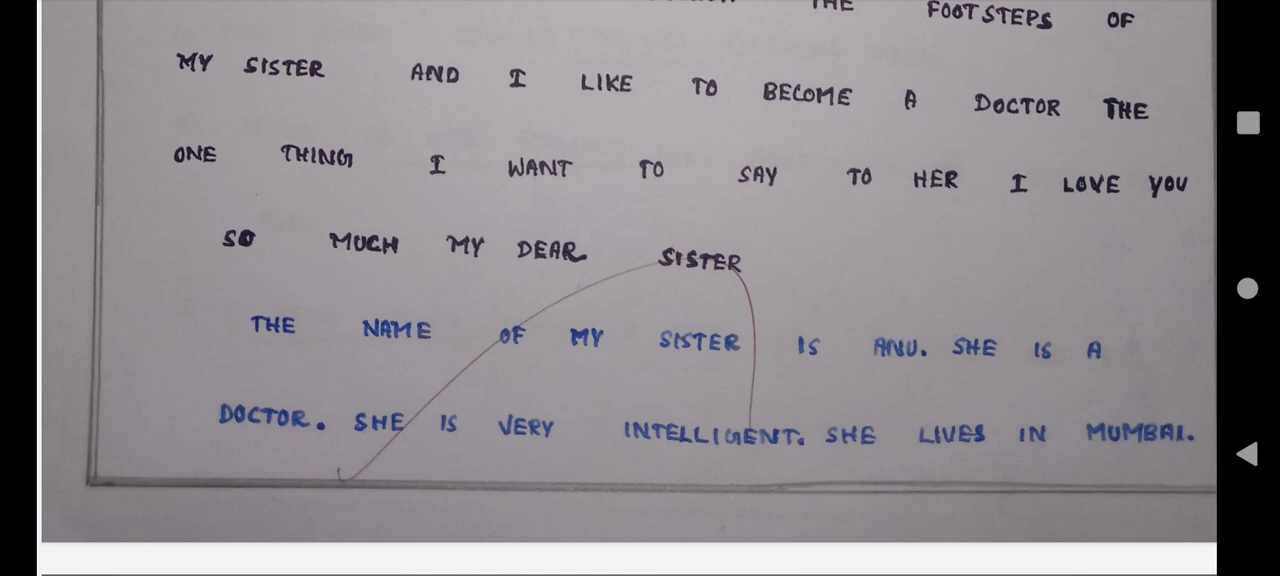 THE FOOTSTEPS OF
MY SISTER AND I LIKE TO BECOME A DOCTOR THE
ONE THING I WANT TO SAY TO HER I LOVE YOU
SO MUCH MY DEAR SISTER
THE NAME OF MY SISTER IS ANU. SHE IS A
DOCTOR. SHE IS VERY INTELLIGENT. SHE LIVES IN MUMBAI.